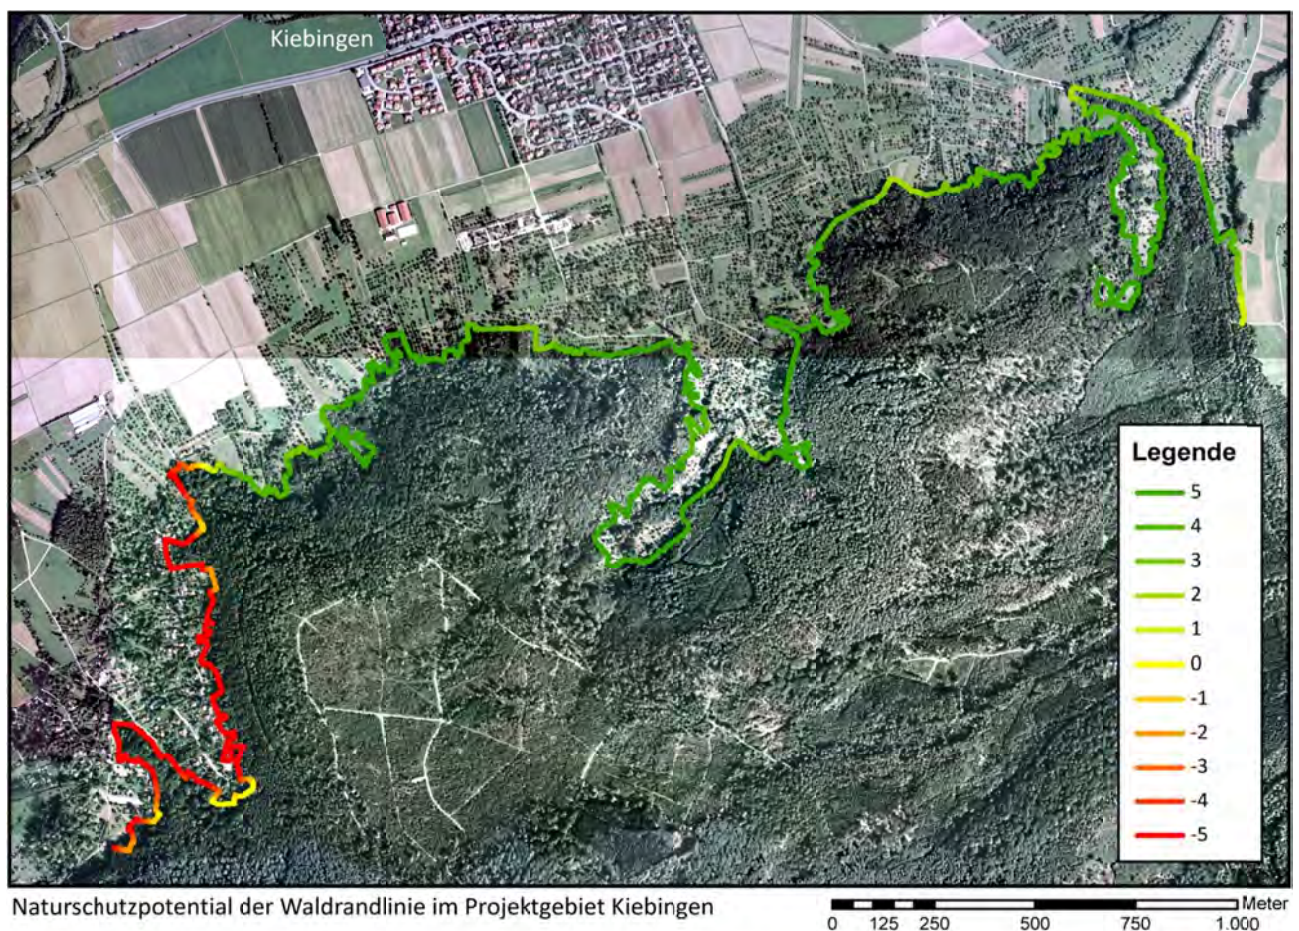 Kiebingen
Legende
5
4
3
2
1
0
-1
-2
-3
-4
-5
Naturschutzpotential der Waldrandlinie im Projektgebiet Kiebingen
Meter
0 125 250 500 750 1.000